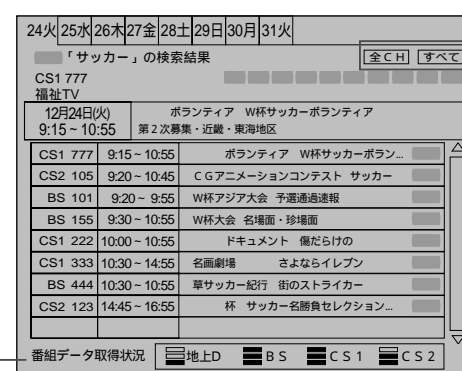 24火 25水 26木 27金 28土 29日 30月 31火
「サッカー」の検索結果 全CH すべて
CS1 777
福祉TV
12月24日(火) ボランティア W杯サッカーボランティア
9:15~10:55 第2次募集・近畿・東海地区
CS1 777 9:15~10:55 ボランティア W杯サッカーボラン...
CS2 105 9:20~10:45 CGアニメーションコンテスト サッカー
BS 101 9:20~ 9:55 W杯アジア大会 予選通過速報
BS 155 9:30~10:55 W杯大会 名場面・珍場面
CS1 222 10:00~10:55 ドキュメント 傷だらけの
CS1 333 10:30~14:55 名画劇場 さよならイレブン
BS 444 10:30~10:55 草サッカー紀行 街のストライカー
CS2 123 14:45~16:55 杯 サッカー名勝負セレクション...
番組データ取得状況 地上D BS CS1 CS2